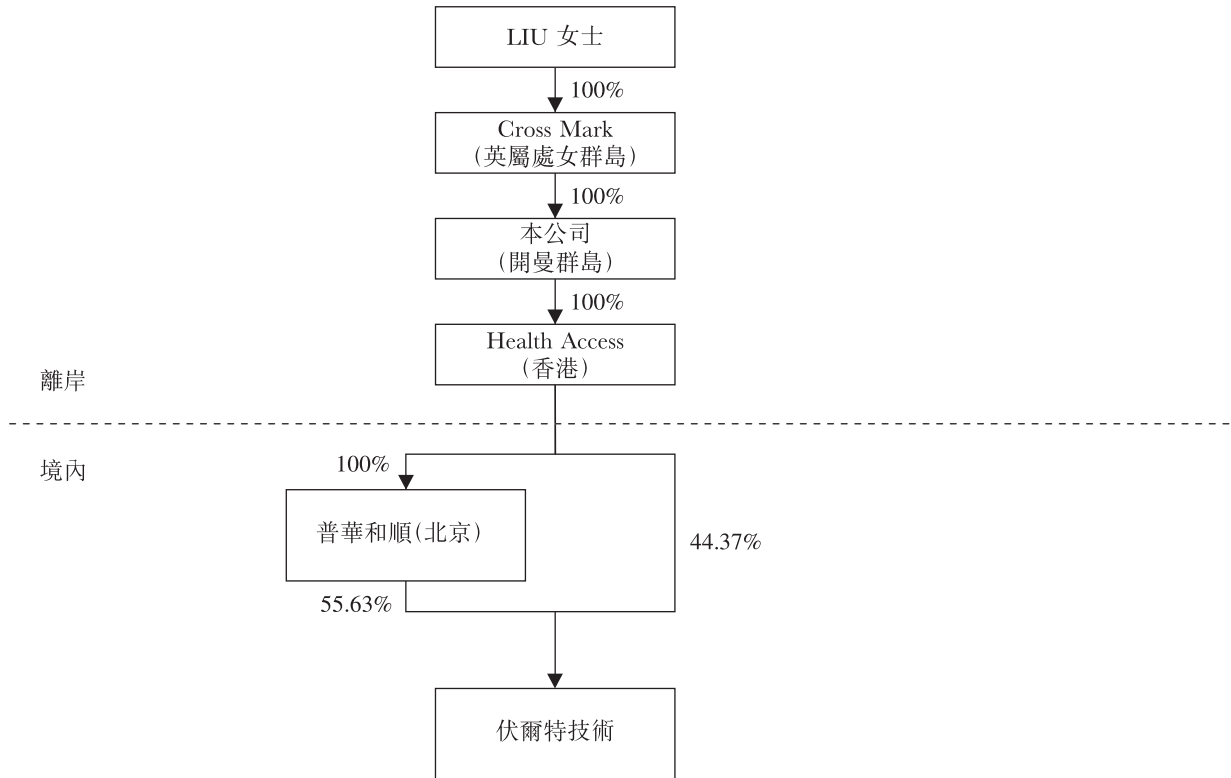 LIU 女士
100%
Cross Mark
(英屬處女群島)
100%
本公司
(開曼群島)
100%
Health Access
(香港)
離岸
境內
100%
普華和順(北京)
44.37%
55.63%
伏爾特技術